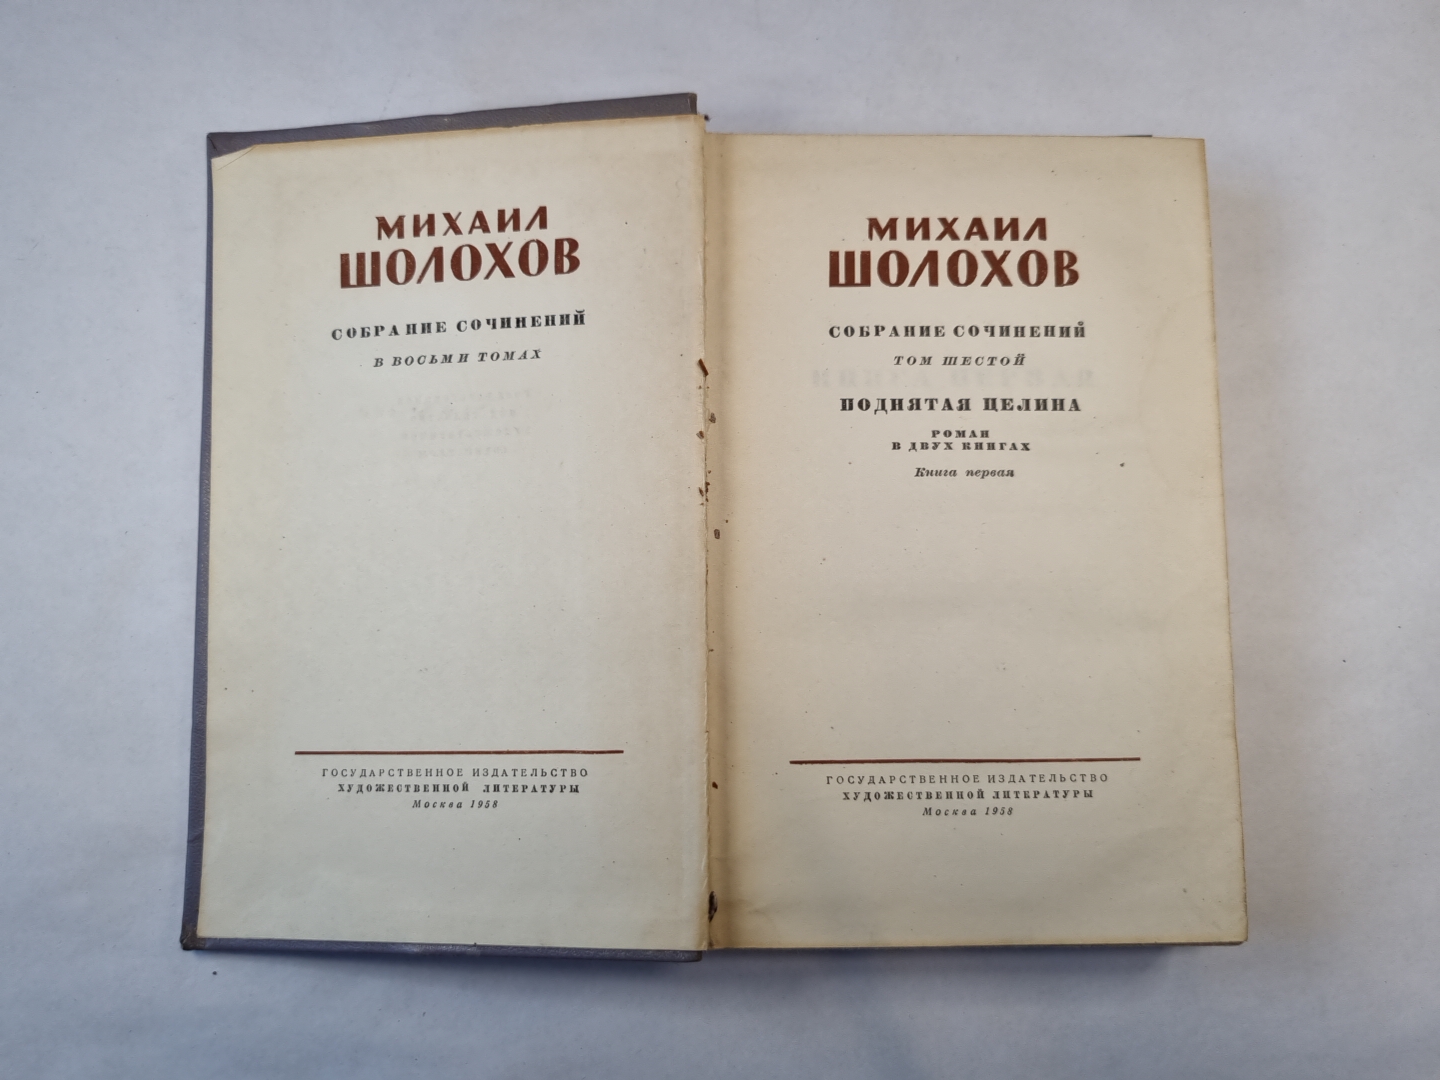 МИХАИЛ
ШОЛОХОВ
СОБРАНИЕ СОЧИНЕНИЙ
В ВОСЬМИ ТОМАХ
ГОСУДАРСТВЕННОЕ ИЗДАТЕЛЬСТВО
ХУДОЖЕСТВЕННОЙ ЛИТЕРАТУРЫ
Москва 1958
МИХАИЛ
ШОЛОХОВ
СОБРАНИЕ СОЧИНЕНИЙ
ТОМ ШЕСТОЙ
ПОДНЯТАЯ ЦЕЛИНА
РОМАН
В ДВУХ КНИГАХ
Книга первая
ГОСУДАРСТВЕННОЕ ИЗДАТЕЛЬСТВО
ХУДОЖЕСТВЕННОЙ ЛИТЕРАТУРЫ
Москва 1958